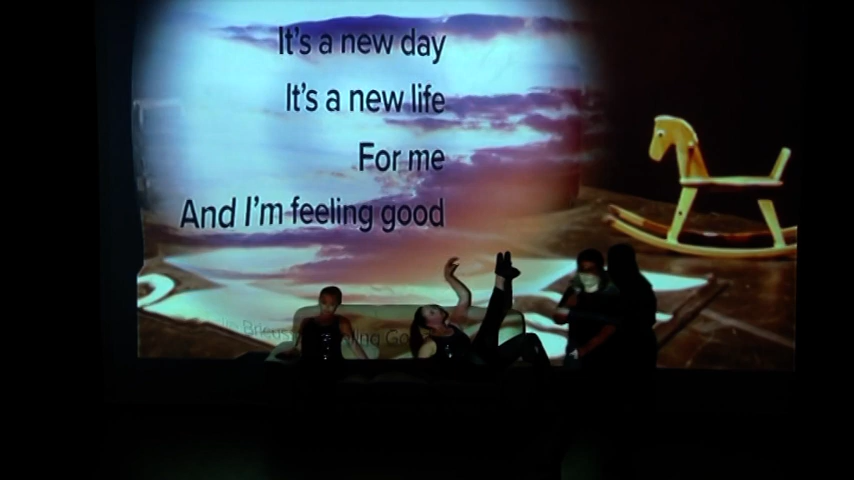 It's a new day
It's a new life
For me
And I'm feeling good